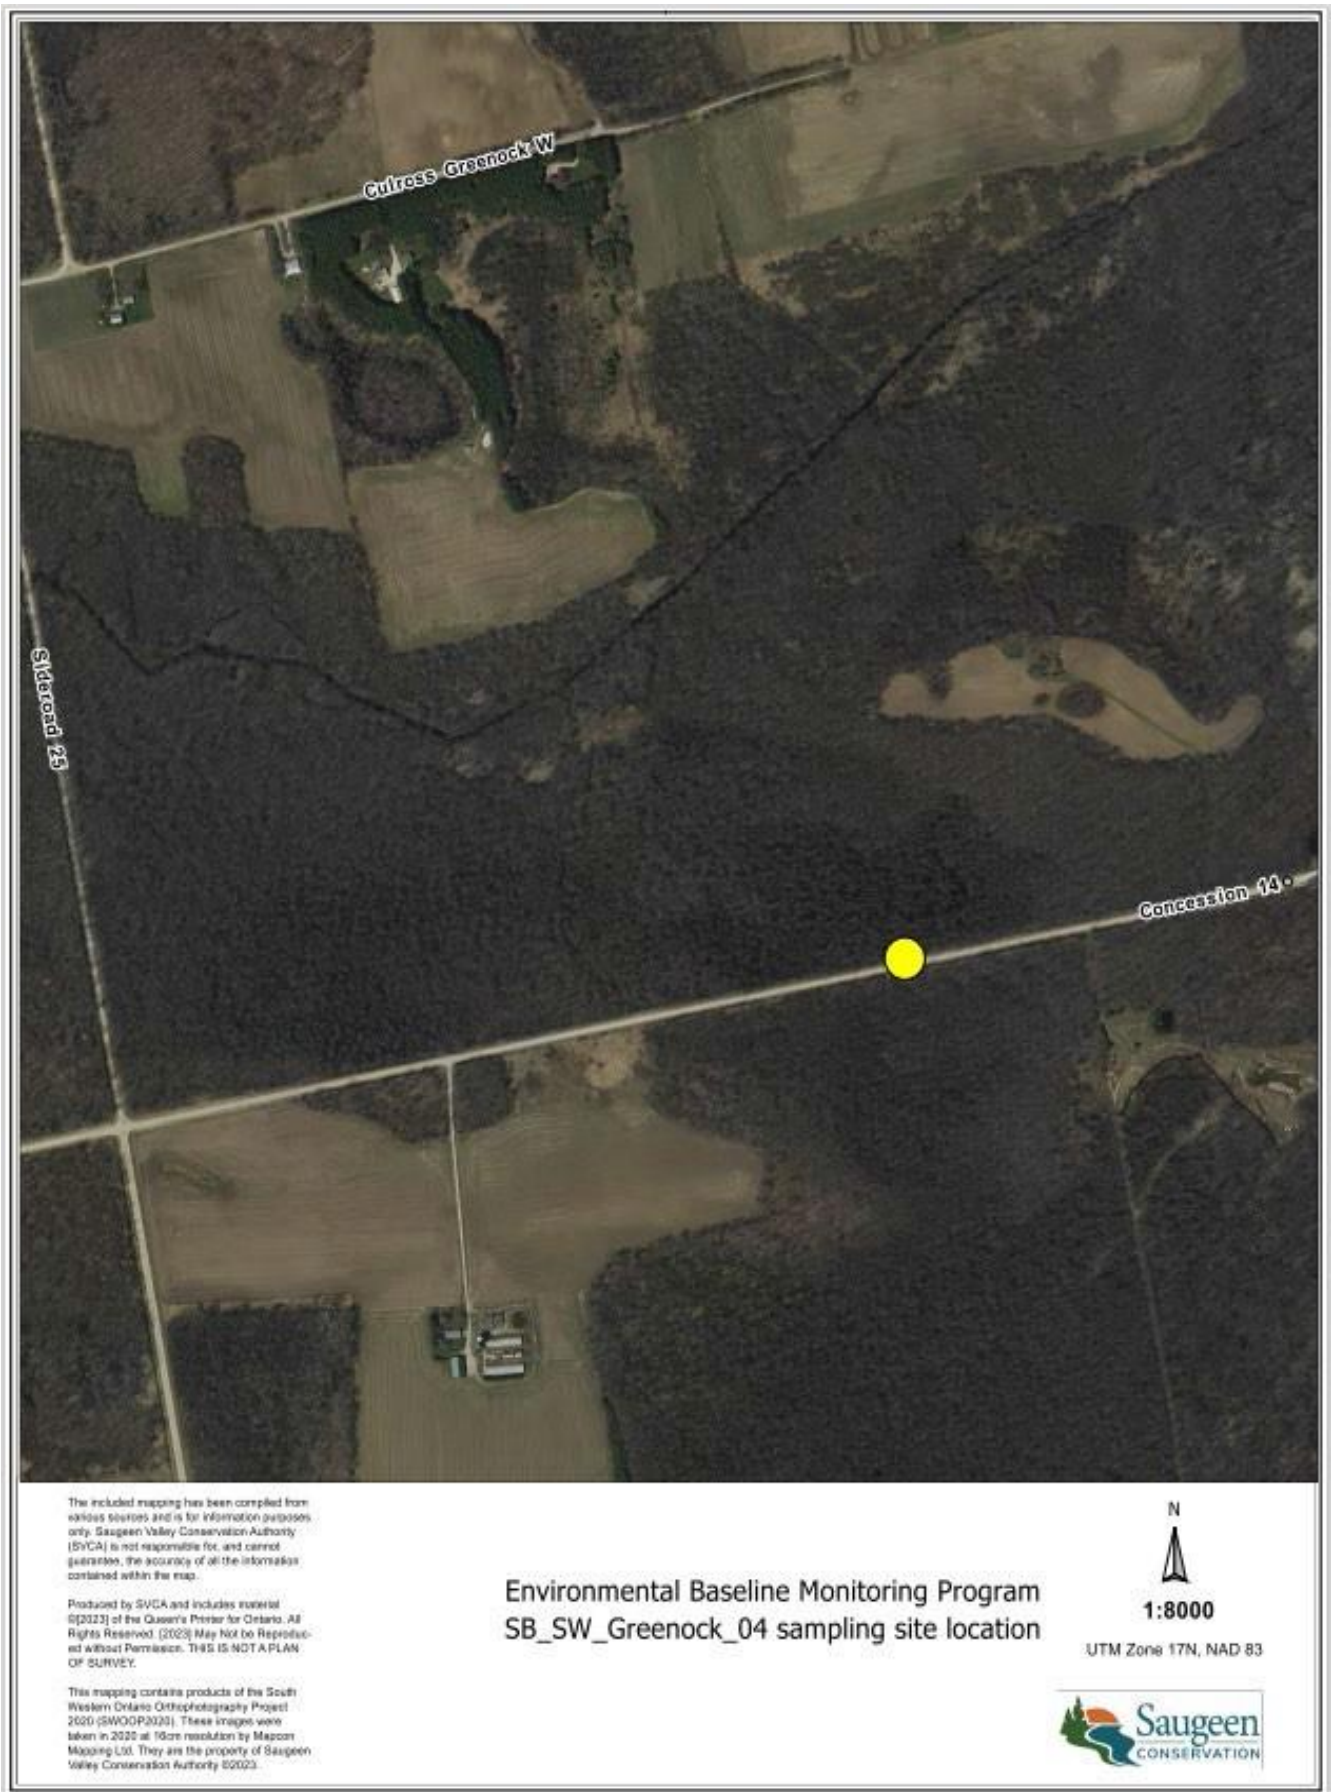 Culross Greenock W
Sideroad 25
Concession 14
The included mapping has been compiled from
various sources and is for information purposes
only. Saugeen Valley Conservation Authority
(SVCA) is not responsible for, and cannot
guarantee, the accuracy of all the information
contained within the map.
Produced by SVCA and includes material
©[2023] of the Queen's Printer for Ontario. All
Rights Reserved. [2023] May Not be Reproduc-
ed without Permission. THIS IS NOT A PLAN
OF SURVEY.
This mapping contains products of the South
Western Ontario Orthophotography Project
2020 (SWOOP2020). These images were
taken in 2020 at 16cm resolution by Mapcon
Mapping Ltd. They are the property of Saugeen
Valley Conservation Authority ©2023.
Environmental Baseline Monitoring Program
SB_SW_Greenock_04 sampling site location
N
1:8000
UTM Zone 17N, NAD 83
Saugeen
CONSERVATION